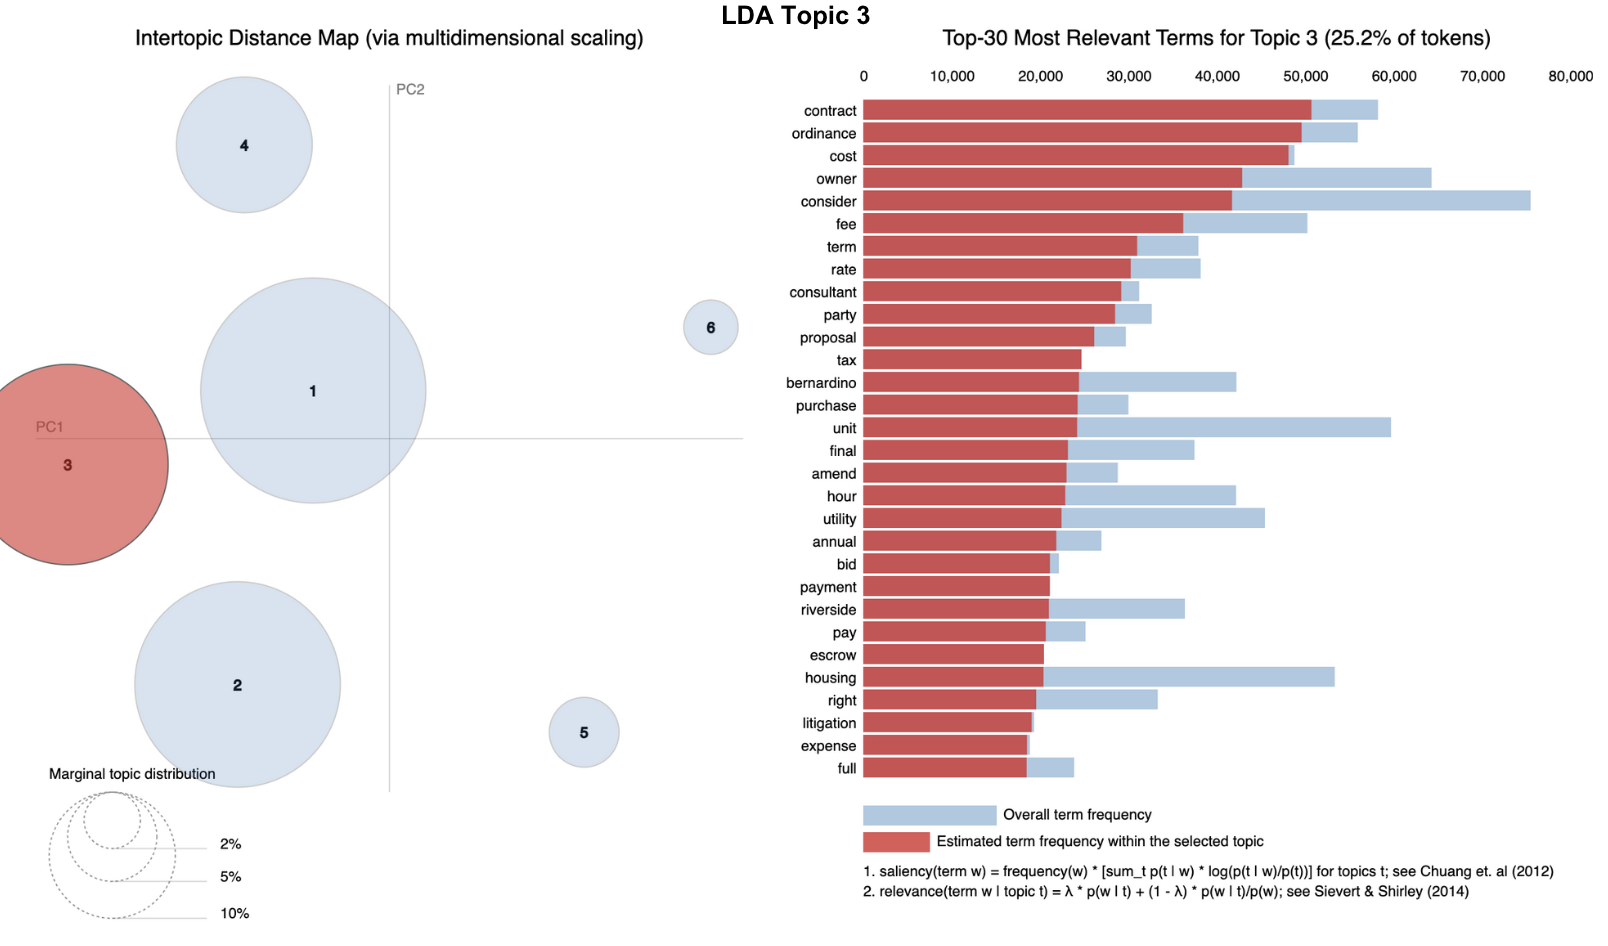 LDA Topic 3
Intertopic Distance Map (via multidimensional scaling)
PC2
4
6
1
PC1
3
2
5
Marginal topic distribution
2%
5%
10%
Top-30 Most Relevant Terms for Topic 3 (25.2% of tokens)
0 10,000 20,000 30,000 40,000 50,000 60,000 70,000 80,000
contract
ordinance
cost
owner
consider
fee
term
rate
consultant
party
proposal
tax
bernardino
purchase
unit
final
amend
hour
utility
annual
bid
payment
riverside
pay
escrow
housing
right
litigation
expense
full
Overall term frequency
Estimated term frequency within the selected topic
1. saliency(term w) = frequency(w) * [sum_t p(t | w) * log(p(t | w)/p(t))] for topics t; see Chuang et. al (2012)
2. relevance(term w | topic t) = λ * p(w | t) + (1 - λ) * p(w | t)/p(w); see Sievert & Shirley (2014)